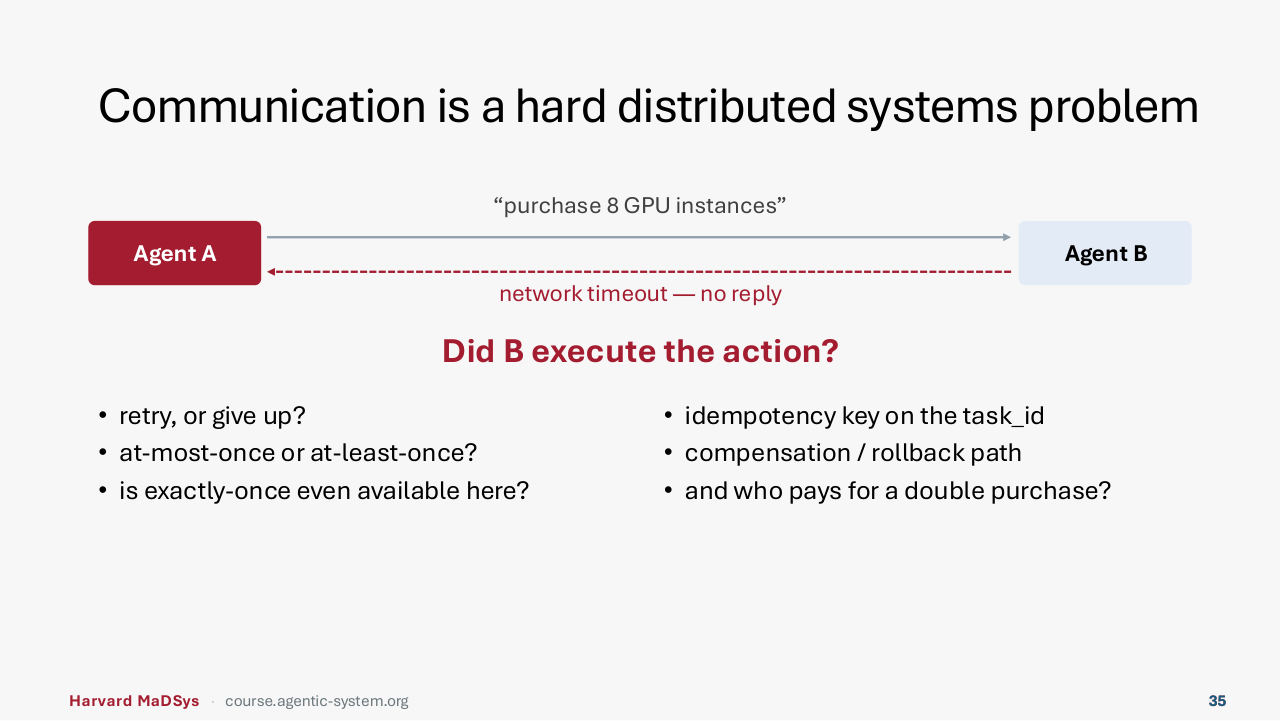 Communication is a hard distributed systems problem
“purchase 8 GPU instances”
Agent A
Agent B
network timeout — no reply
Did B execute the action?
• retry, or give up?
• at-most-once or at-least-once?
• is exactly-once even available here?
• idempotency key on the task_id
• compensation / rollback path
• and who pays for a double purchase?
Harvard MaDSys · course.agentic-system.org
35